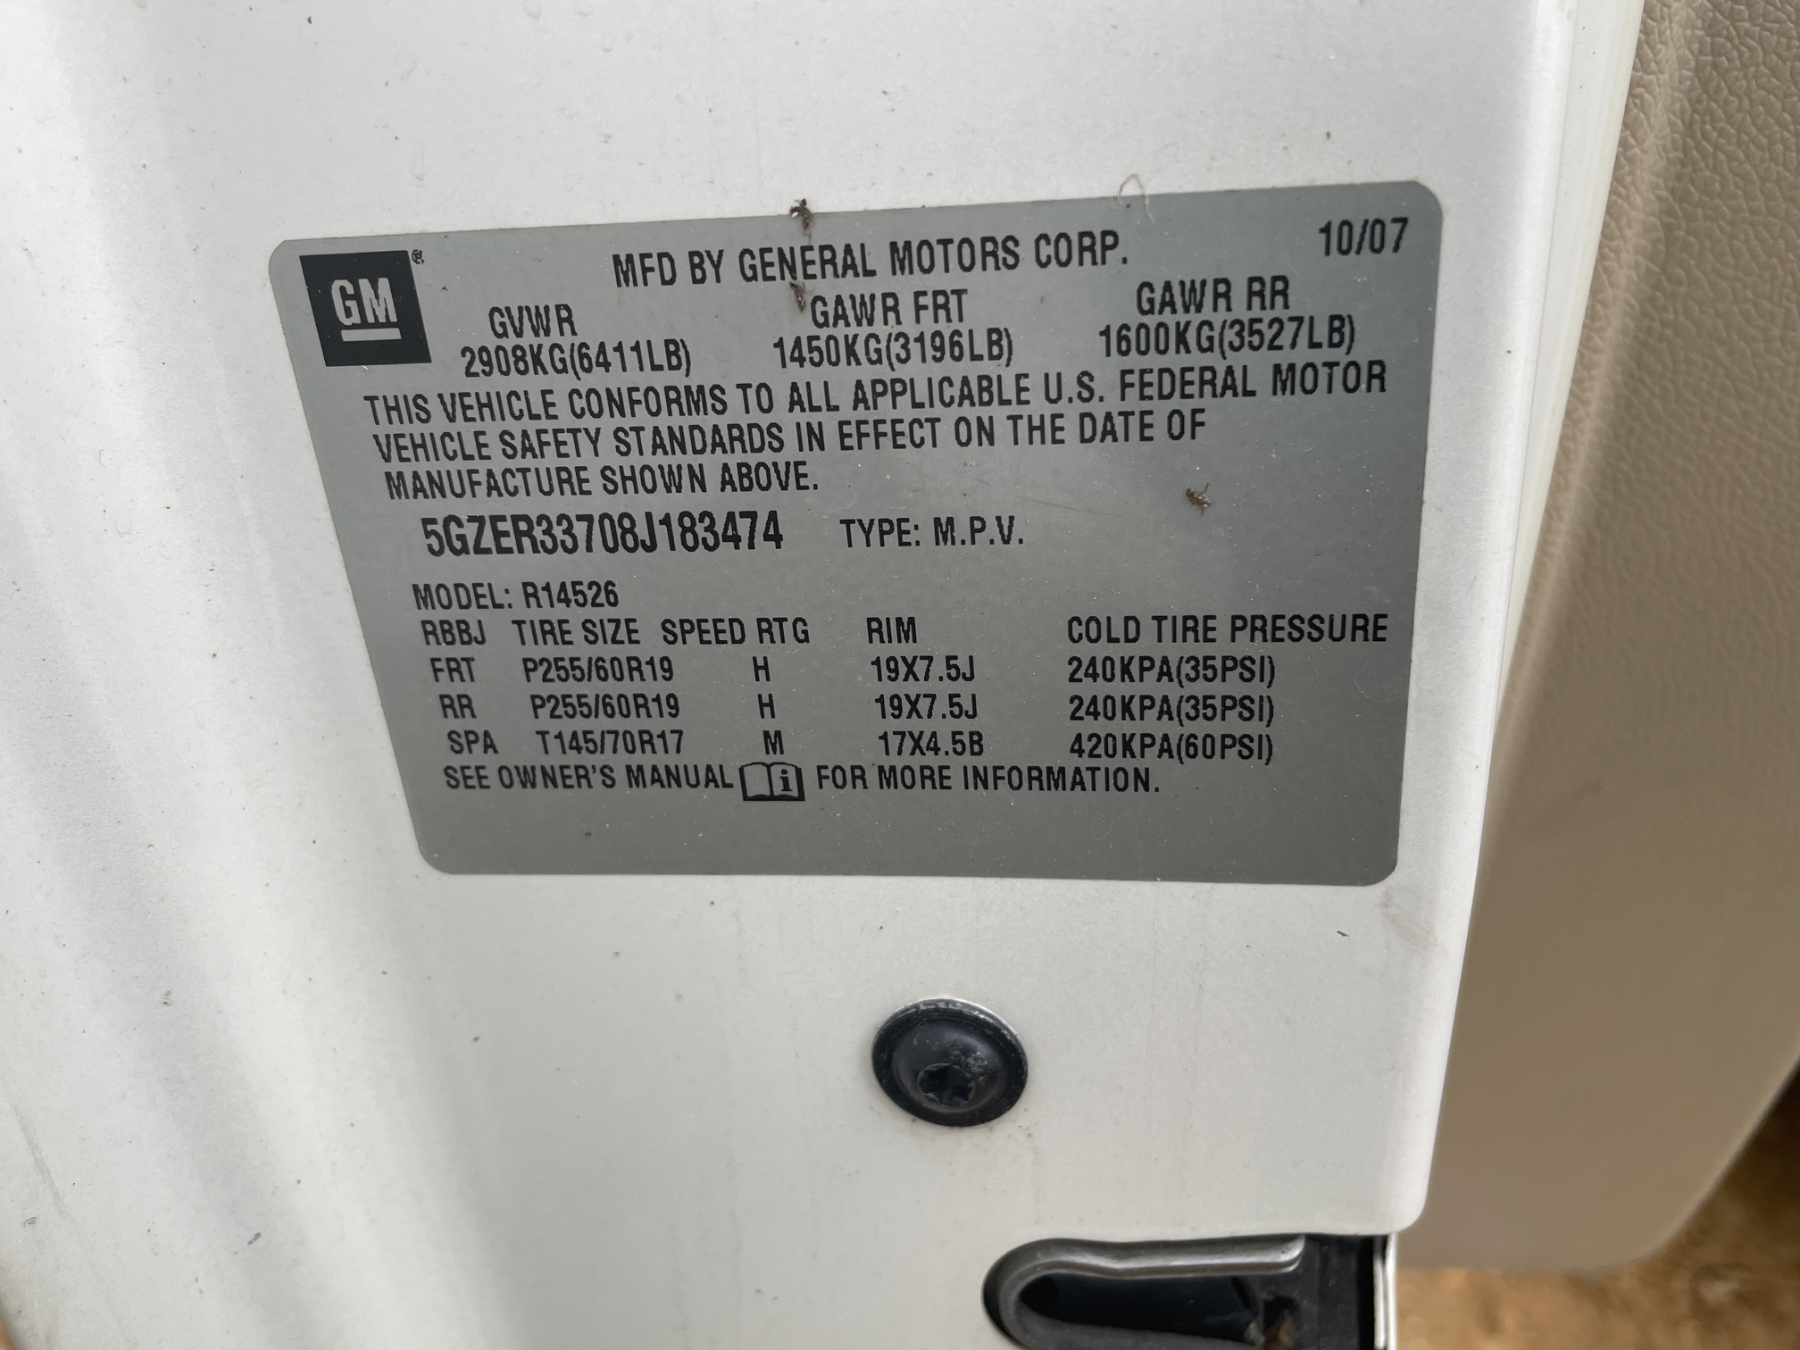 GM®
MFD BY GENERAL MOTORS CORP. 10/07
GVWR GAWR FRT GAWR RR
2908KG(6411LB) 1450KG(3196LB) 1600KG(3527LB)
THIS VEHICLE CONFORMS TO ALL APPLICABLE U.S. FEDERAL MOTOR
VEHICLE SAFETY STANDARDS IN EFFECT ON THE DATE OF
MANUFACTURE SHOWN ABOVE.
5GZER33708J183474 TYPE: M.P.V.
MODEL: R14526
RBBJ TIRE SIZE SPEED RTG RIM COLD TIRE PRESSURE
FRT P255/60R19 H 19X7.5J 240KPA(35PSI)
RR P255/60R19 H 19X7.5J 240KPA(35PSI)
SPA T145/70R17 M 17X4.5B 420KPA(60PSI)
SEE OWNER'S MANUAL i FOR MORE INFORMATION.